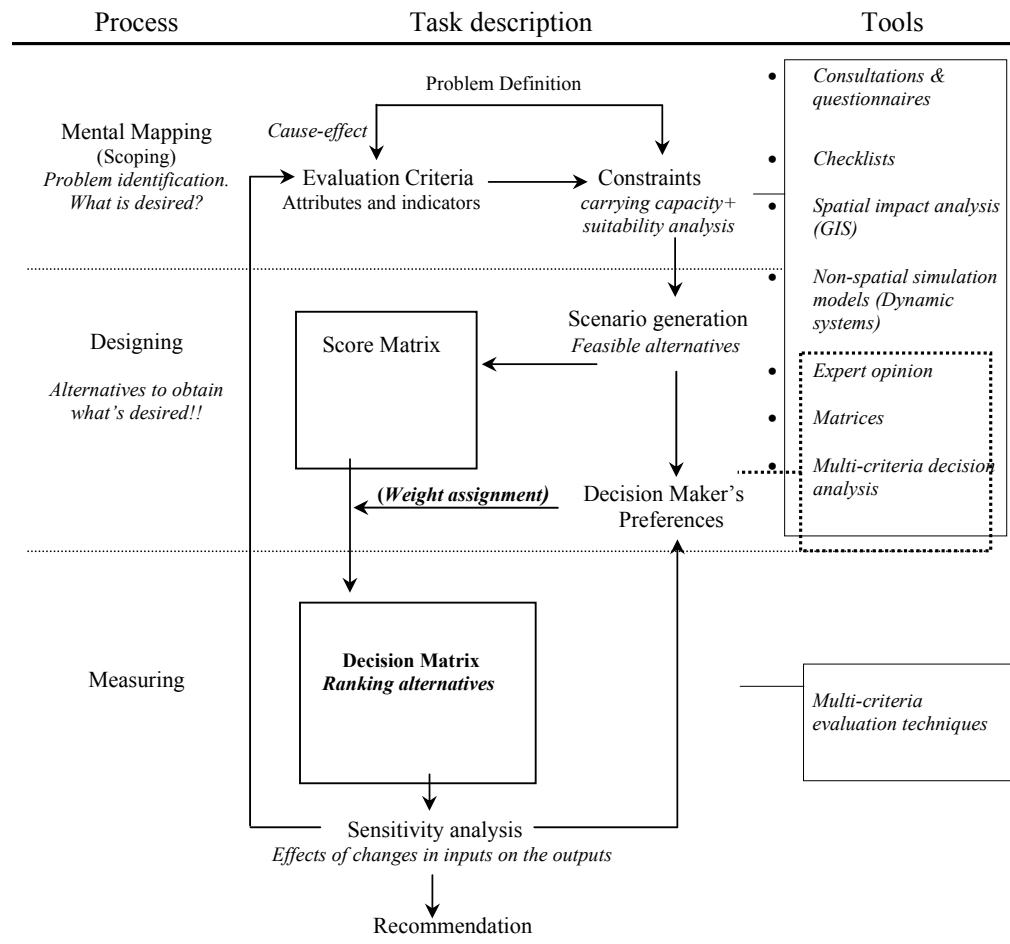 Process
Task description
Tools
Problem Definition
Cause-effect
Mental Mapping
(Scoping)
Problem identification.
What is desired?
Evaluation Criteria
Attributes and indicators
Constraints
carrying capacity+
suitability analysis
• Consultations &
questionnaires
• Checklists
• Spatial impact analysis
(GIS)
• Non-spatial simulation
models (Dynamic
systems)
• Expert opinion
• Matrices
• Multi-criteria decision
analysis
Designing
Alternatives to obtain
what's desired!!
Score Matrix
Scenario generation
Feasible alternatives
(Weight assignment)
Decision Maker's
Preferences
Measuring
Decision Matrix
Ranking alternatives
Multi-criteria
evaluation techniques
Sensitivity analysis
Effects of changes in inputs on the outputs
Recommendation